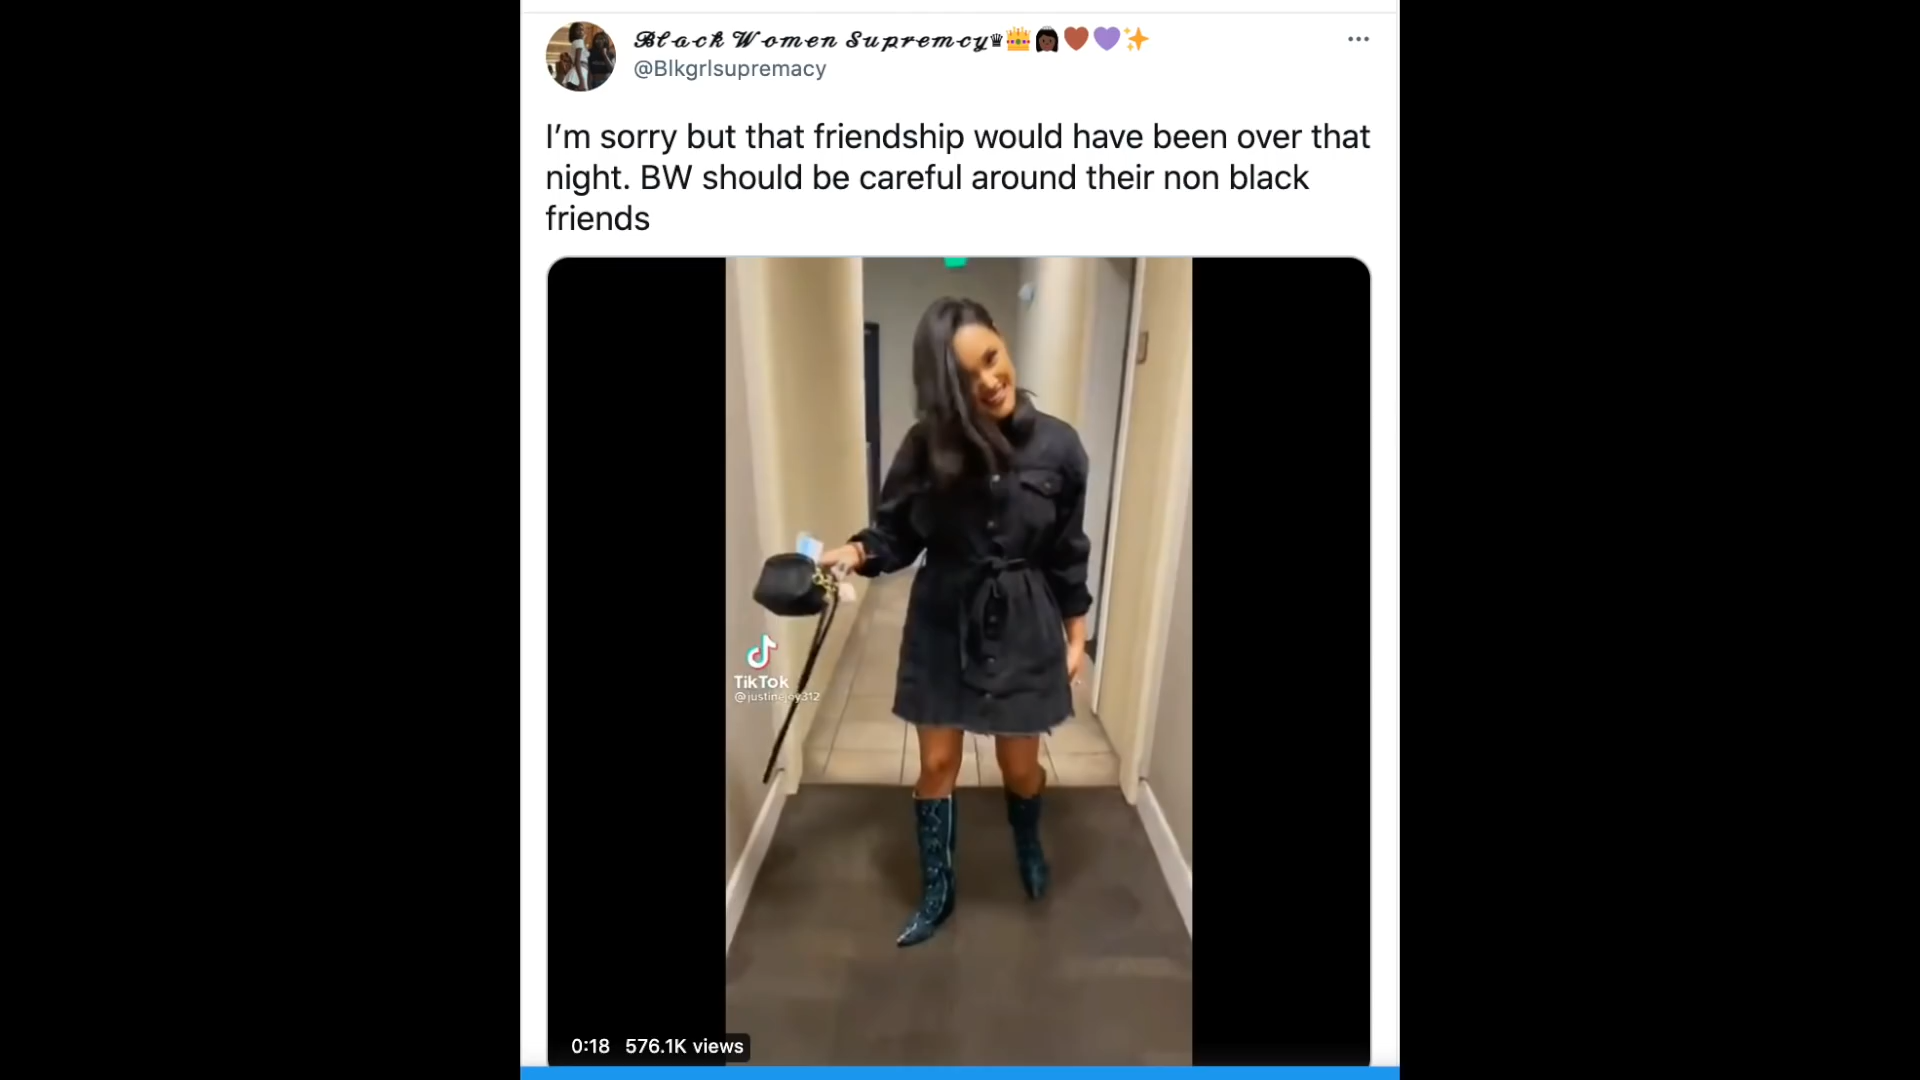 𝓑𝓵𝓪𝓬𝓴 𝓦𝓸𝓶𝓮𝓷 𝓢𝓾𝓹𝓻𝓮𝓶𝓬𝔂♛👑👸🏿🤎💜✨
@Blkgrlsupremacy
I’m sorry but that friendship would have been over that
night. BW should be careful around their non black
friends
TikTok
@justinejoy312
0:18 576.1K views